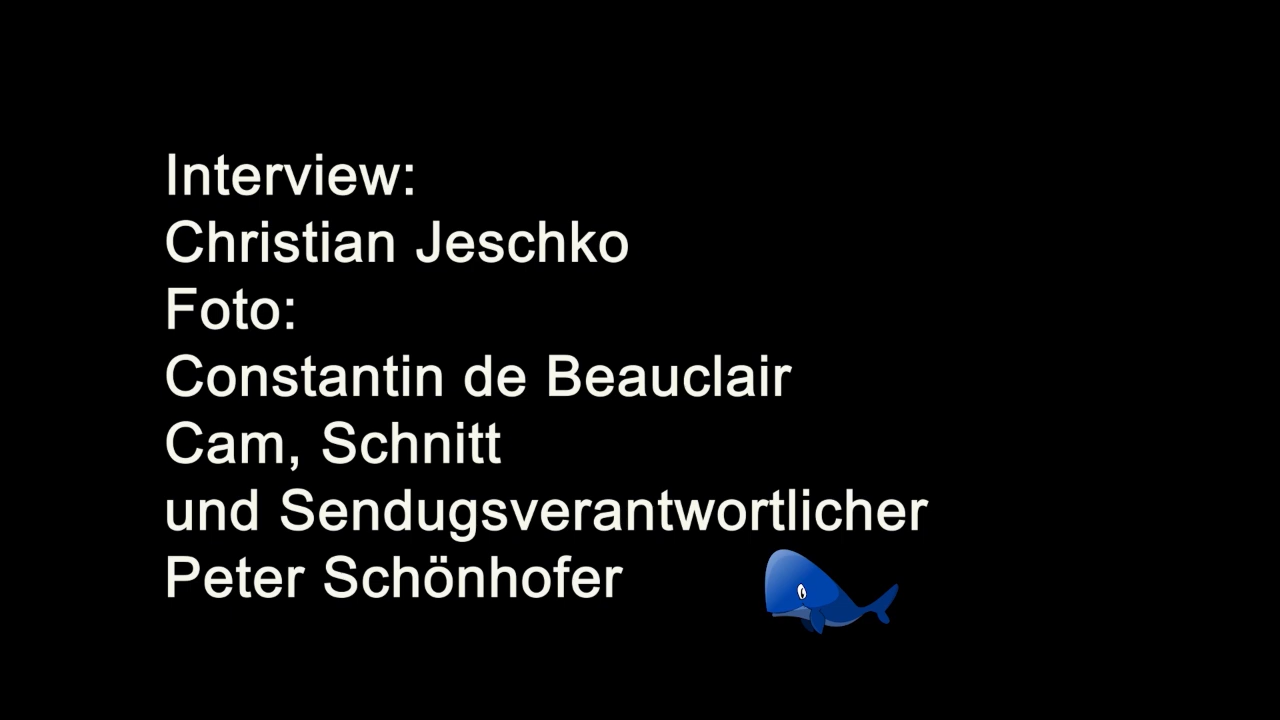 Interview:
Christian Jeschko
Foto:
Constantin de Beauclair
Cam, Schnitt
und Sendugsverantwortlicher
Peter Schönhofer